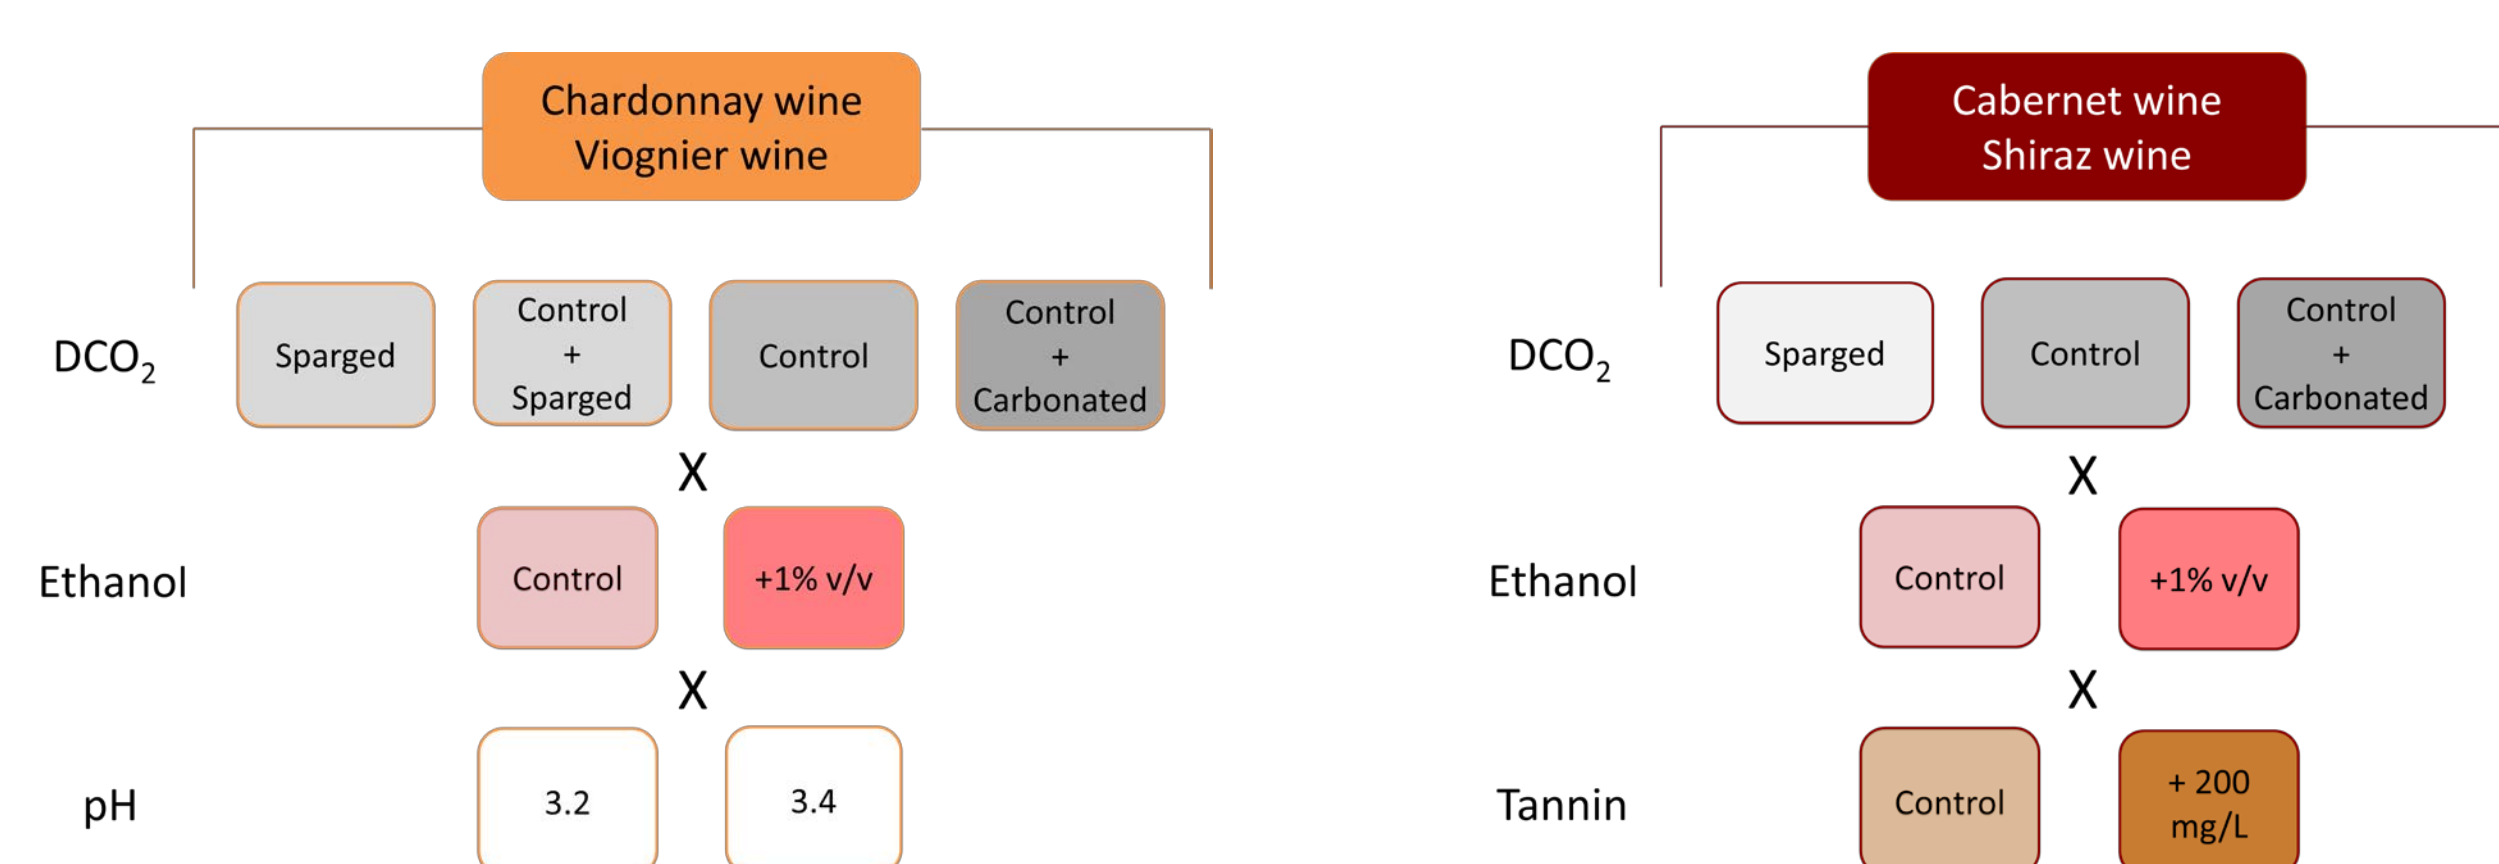 Chardonnay wine
Viognier wine
DCO₂
Sparged
Control
+
Sparged
Control
Control
+
Carbonated
X
Ethanol
Control
+1% v/v
X
pH
3.2
3.4
Cabernet wine
Shiraz wine
DCO₂
Sparged
Control
Control
+
Carbonated
X
Ethanol
Control
+1% v/v
X
Tannin
Control
+ 200
mg/L